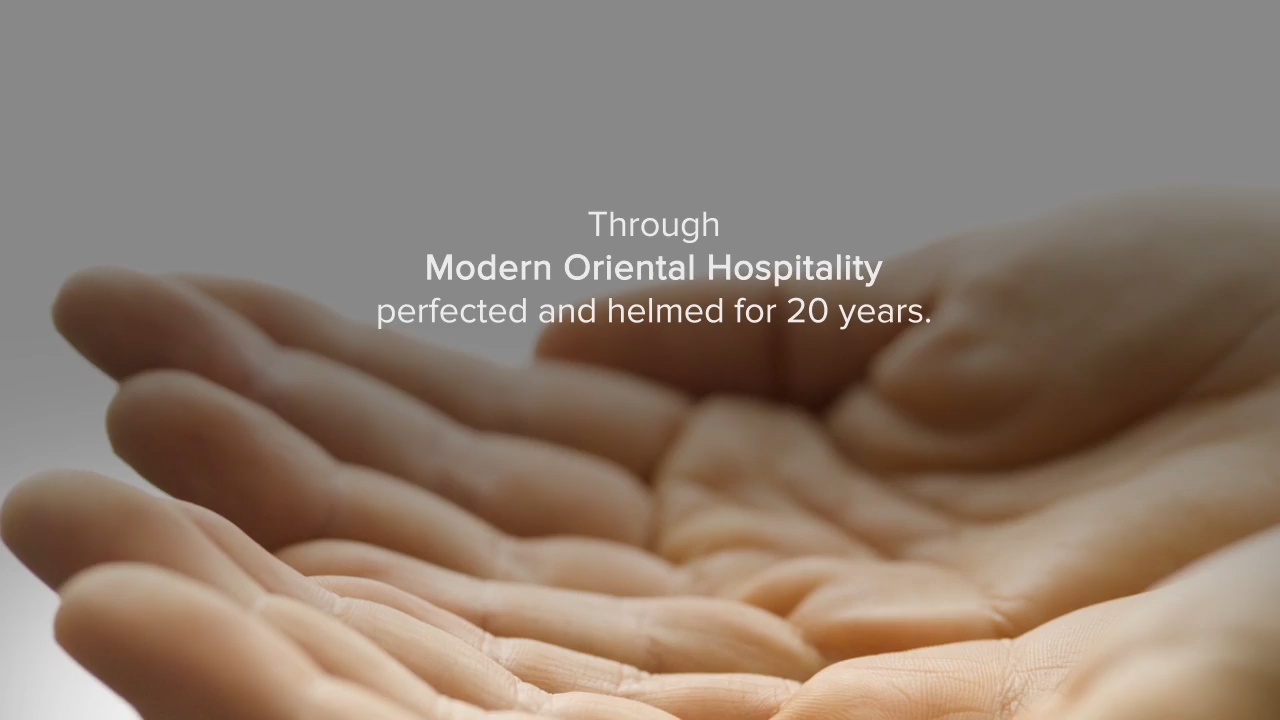 Through
Modern Oriental Hospitality
perfected and helmed for 20 years.